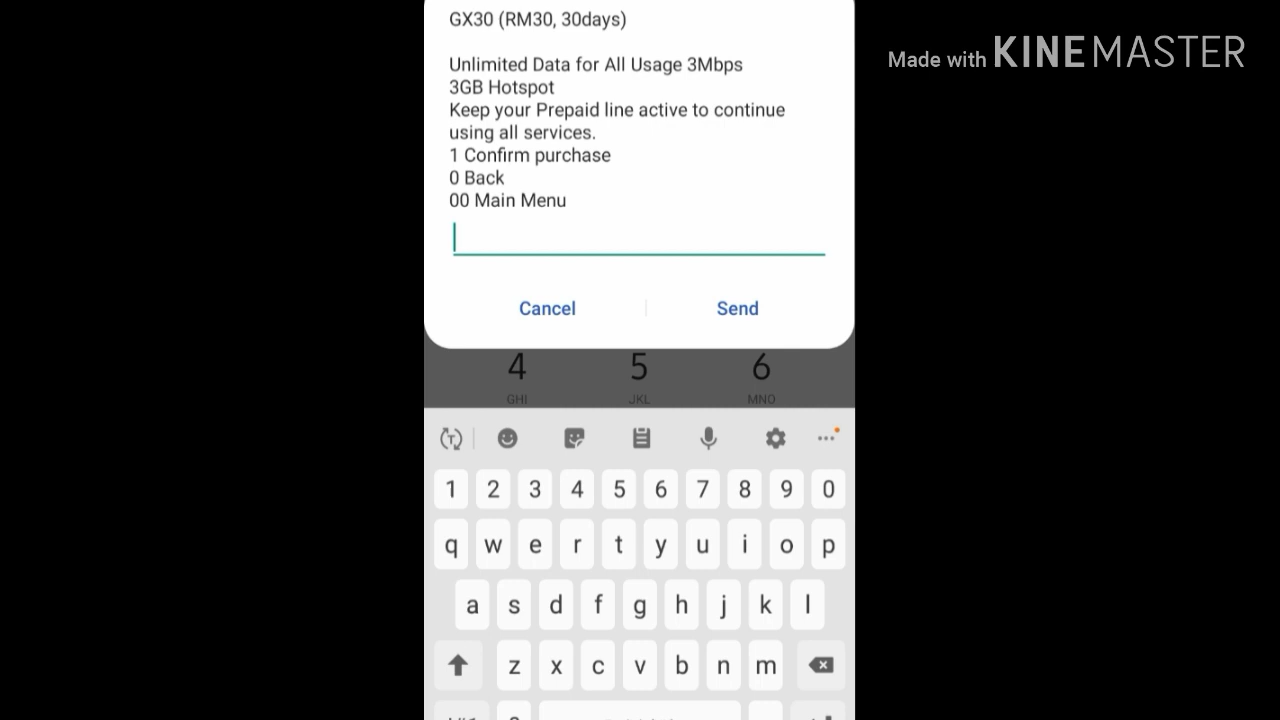 GX30 (RM30, 30days)
Made with KINEMASTER
Unlimited Data for All Usage 3Mbps
3GB Hotspot
Keep your Prepaid line active to continue
using all services.
1 Confirm purchase
0 Back
00 Main Menu
Cancel Send
4 5 6
GHI JKL MNO
1 2 3 4 5 6 7 8 9 0
q w e r t y u i o p
a s d f g h j k l
z x c v b n m